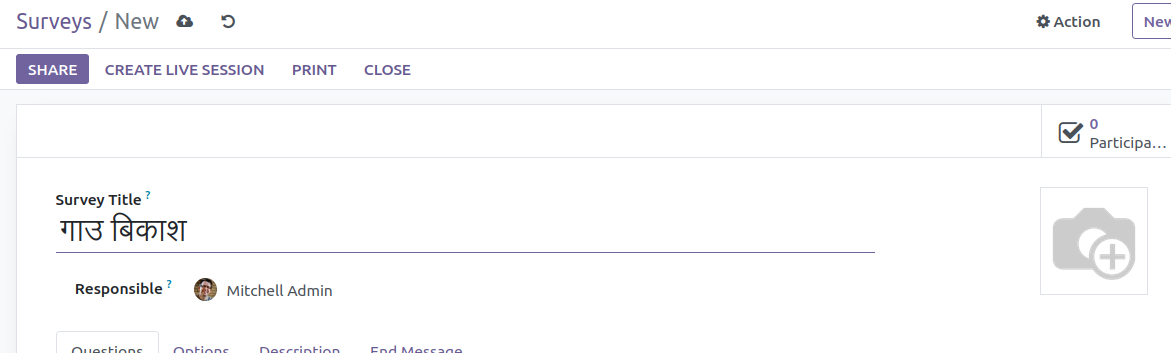 Surveys / New
Action
New
SHARE CREATE LIVE SESSION PRINT CLOSE
0
Participa...
Survey Title ?
गाउ बिकाश
Responsible ? Mitchell Admin
Questions Options Description End Message